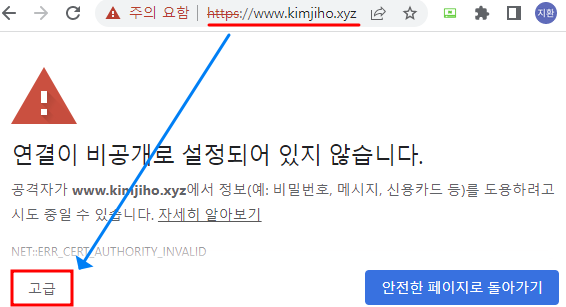 주의 요함 https://www.kimjiho.xyz 지환
연결이 비공개로 설정되어 있지 않습니다.
공격자가 www.kimjiho.xyz에서 정보(예: 비밀번호, 메시지, 신용카드 등)를 도용하려고
시도 중일 수 있습니다. 자세히 알아보기
NET::ERR_CERT_AUTHORITY_INVALID
고급 안전한 페이지로 돌아가기